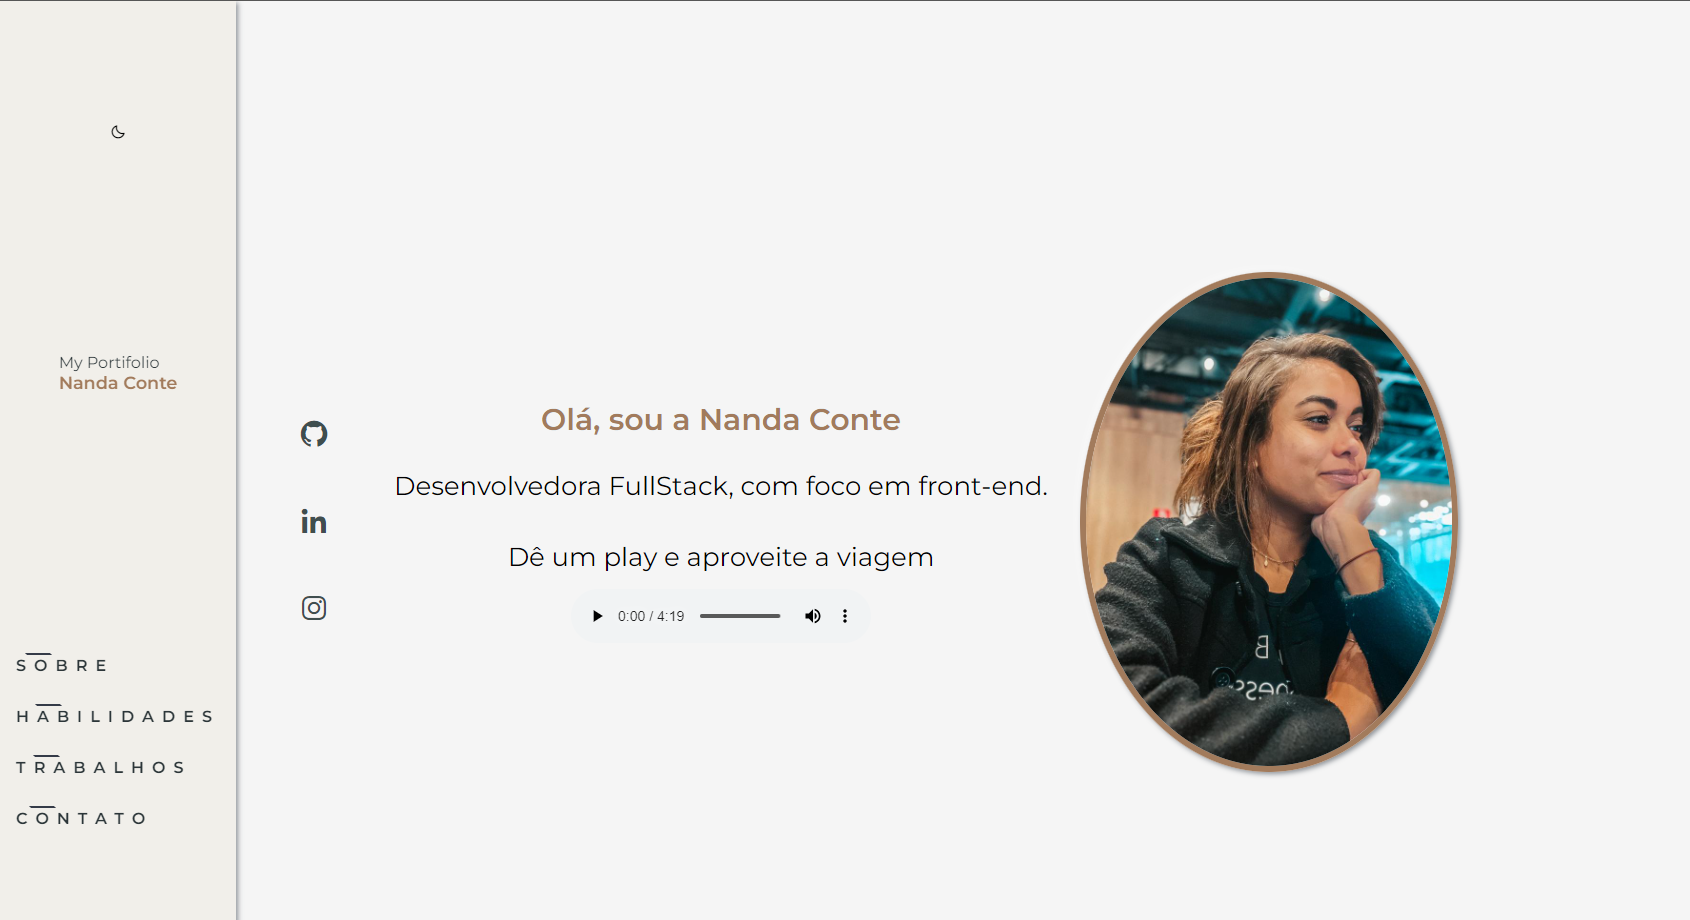 My Portifolio
Nanda Conte
SOBRE
HABILIDADES
TRABALHOS
CONTATO
in
Olá, sou a Nanda Conte
Desenvolvedora FullStack, com foco em front-end.
Dê um play e aproveite a viagem
0:00 / 4:19